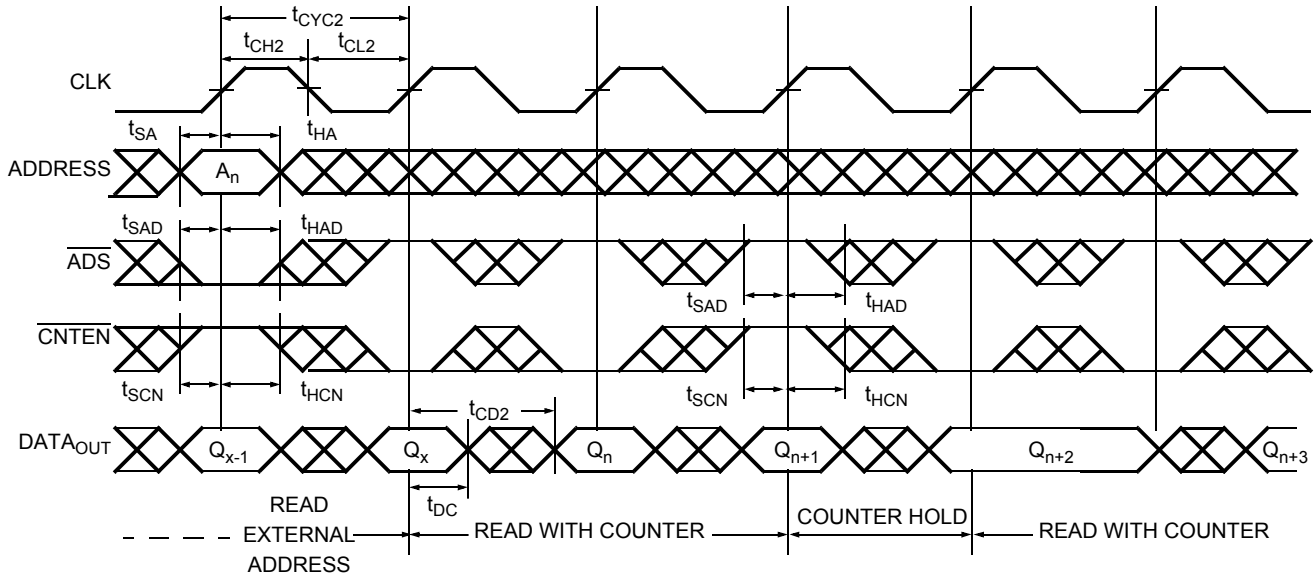 tCYC2
tCH2 tCL2
CLK
tSA tHA
ADDRESS An
tSAD tHAD
ADS
tSAD tHAD
CNTEN
tSCN tHCN tSCN tHCN
tCD2
DATAOUT Qx-1 Qx Qn Qn+1 Qn+2 Qn+3
tDC
READ
EXTERNAL
ADDRESS
READ WITH COUNTER
COUNTER HOLD
READ WITH COUNTER